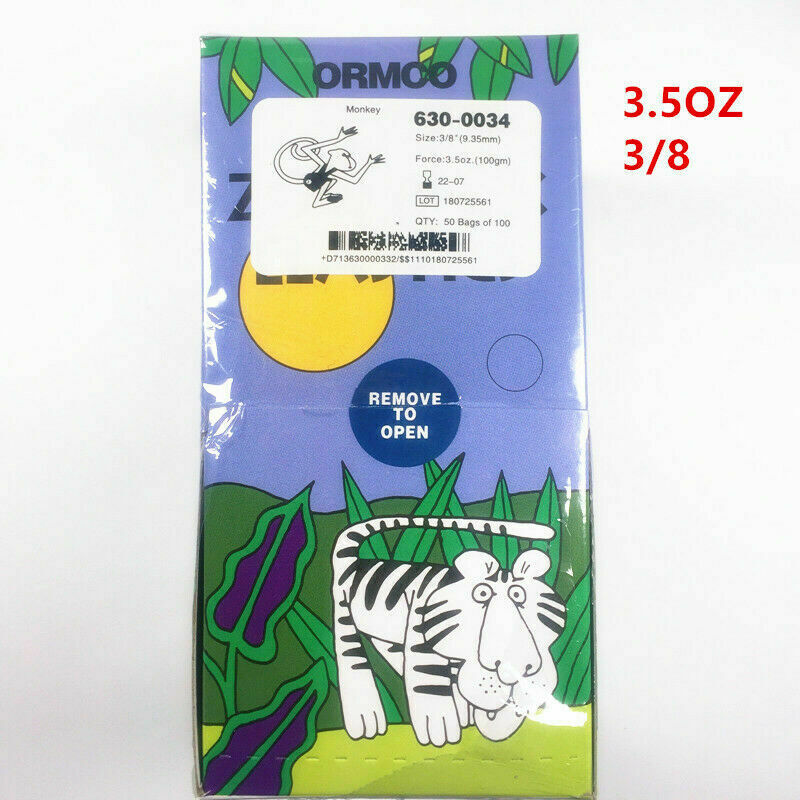 ORMCO
Monkey
630-0034
Size:3/8"(9.35mm)
Force:3.5oz.(100gm)
22-07
LOT 180725561
QTY: 50 Bags of 100
+D713630000332/$$1110180725561
REMOVE
TO
OPEN
3.5OZ
3/8